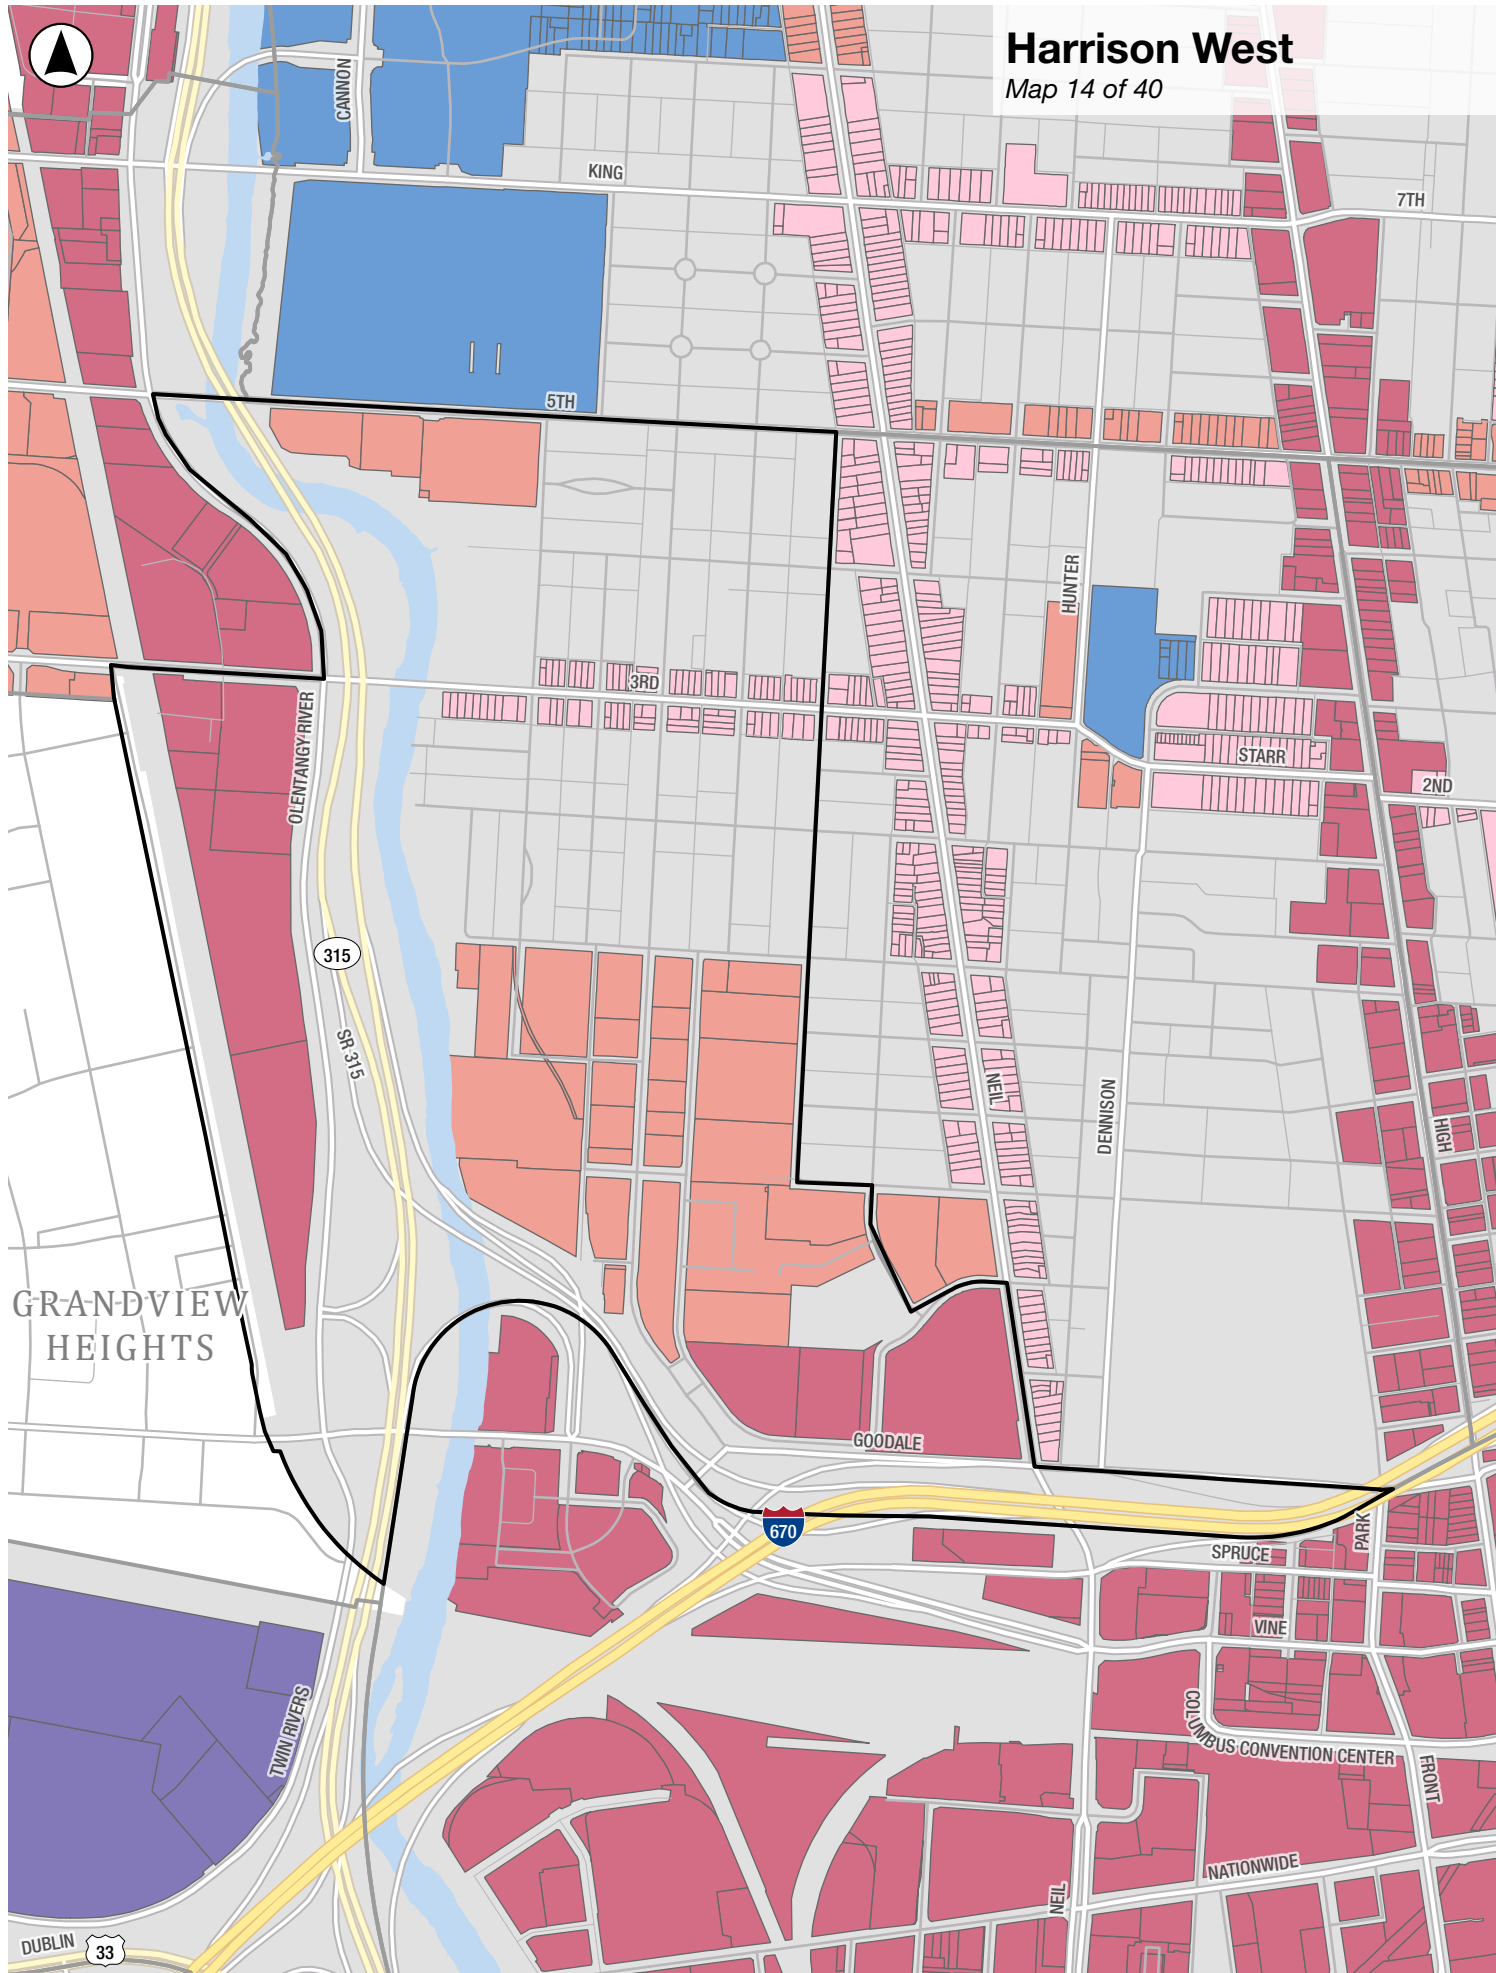 Harrison West
Map 14 of 40
CANNON
KING
7TH
5TH
HUNTER
3RD
OLENTANGY RIVER
STARR
2ND
315
SR 315
NEIL
DENNISON
HIGH
GRANDVIEW
HEIGHTS
GOODALE
670
SPRUCE
PARK
VINE
TWIN RIVERS
COLUMBUS CONVENTION CENTER
FRONT
NATIONWIDE
NEIL
DUBLIN
33